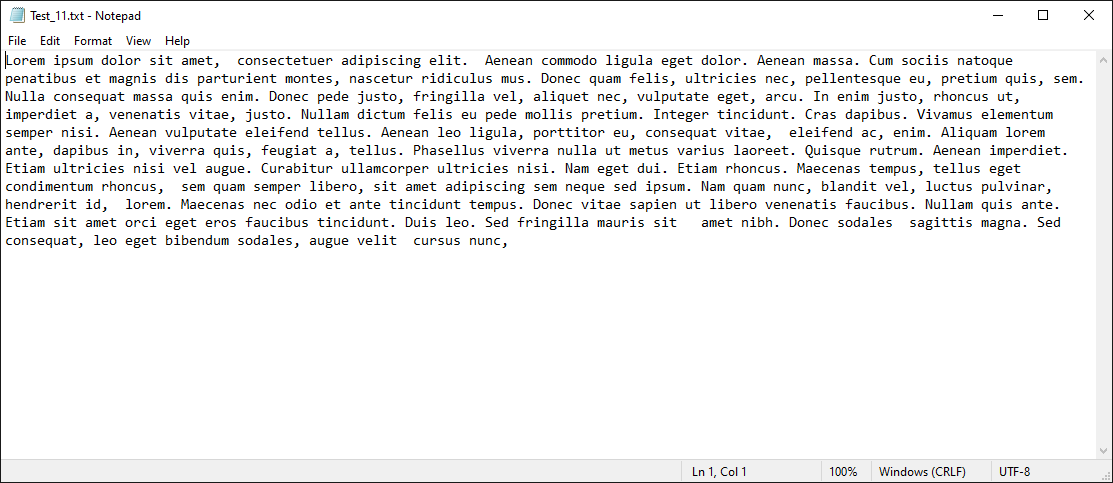 Test_11.txt - Notepad
File Edit Format View Help
Lorem ipsum dolor sit amet,  consectetuer adipiscing elit.  Aenean commodo ligula eget dolor. Aenean massa. Cum sociis natoque
penatibus et magnis dis parturient montes, nascetur ridiculus mus. Donec quam felis, ultricies nec, pellentesque eu, pretium quis, sem.
Nulla consequat massa quis enim. Donec pede justo, fringilla vel, aliquet nec, vulputate eget, arcu. In enim justo, rhoncus ut,
imperdiet a, venenatis vitae, justo. Nullam dictum felis eu pede mollis pretium. Integer tincidunt. Cras dapibus. Vivamus elementum
semper nisi. Aenean vulputate eleifend tellus. Aenean leo ligula, porttitor eu, consequat vitae,  eleifend ac, enim. Aliquam lorem
ante, dapibus in, viverra quis, feugiat a, tellus. Phasellus viverra nulla ut metus varius laoreet. Quisque rutrum. Aenean imperdiet.
Etiam ultricies nisi vel augue. Curabitur ullamcorper ultricies nisi. Nam eget dui. Etiam rhoncus. Maecenas tempus, tellus eget
condimentum rhoncus,  sem quam semper libero, sit amet adipiscing sem neque sed ipsum. Nam quam nunc, blandit vel, luctus pulvinar,
hendrerit id,  lorem. Maecenas nec odio et ante tincidunt tempus. Donec vitae sapien ut libero venenatis faucibus. Nullam quis ante.
Etiam sit amet orci eget eros faucibus tincidunt. Duis leo. Sed fringilla mauris sit   amet nibh. Donec sodales  sagittis magna. Sed
consequat, leo eget bibendum sodales, augue velit  cursus nunc,
Ln 1, Col 1 100% Windows (CRLF) UTF-8